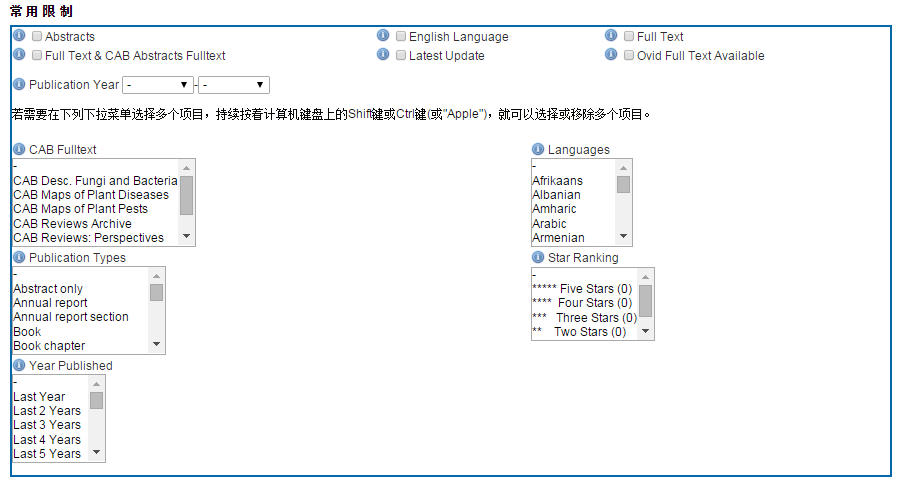 常用限制
Abstracts English Language Full Text
Full Text & CAB Abstracts Fulltext Latest Update Ovid Full Text Available
Publication Year - - -
若需要在下列下拉菜单选择多个项目，持续按着计算机键盘上的Shift键或Ctrl键(或"Apple")，就可以选择或移除多个项目。
CAB Fulltext
-
CAB Desc. Fungi and Bacteria
CAB Maps of Plant Diseases
CAB Maps of Plant Pests
CAB Reviews Archive
CAB Reviews: Perspectives
Languages
-
Afrikaans
Albanian
Amharic
Arabic
Armenian
Publication Types
-
Abstract only
Annual report
Annual report section
Book
Book chapter
Star Ranking
-
***** Five Stars (0)
**** Four Stars (0)
*** Three Stars (0)
** Two Stars (0)
Year Published
-
Last Year
Last 2 Years
Last 3 Years
Last 4 Years
Last 5 Years